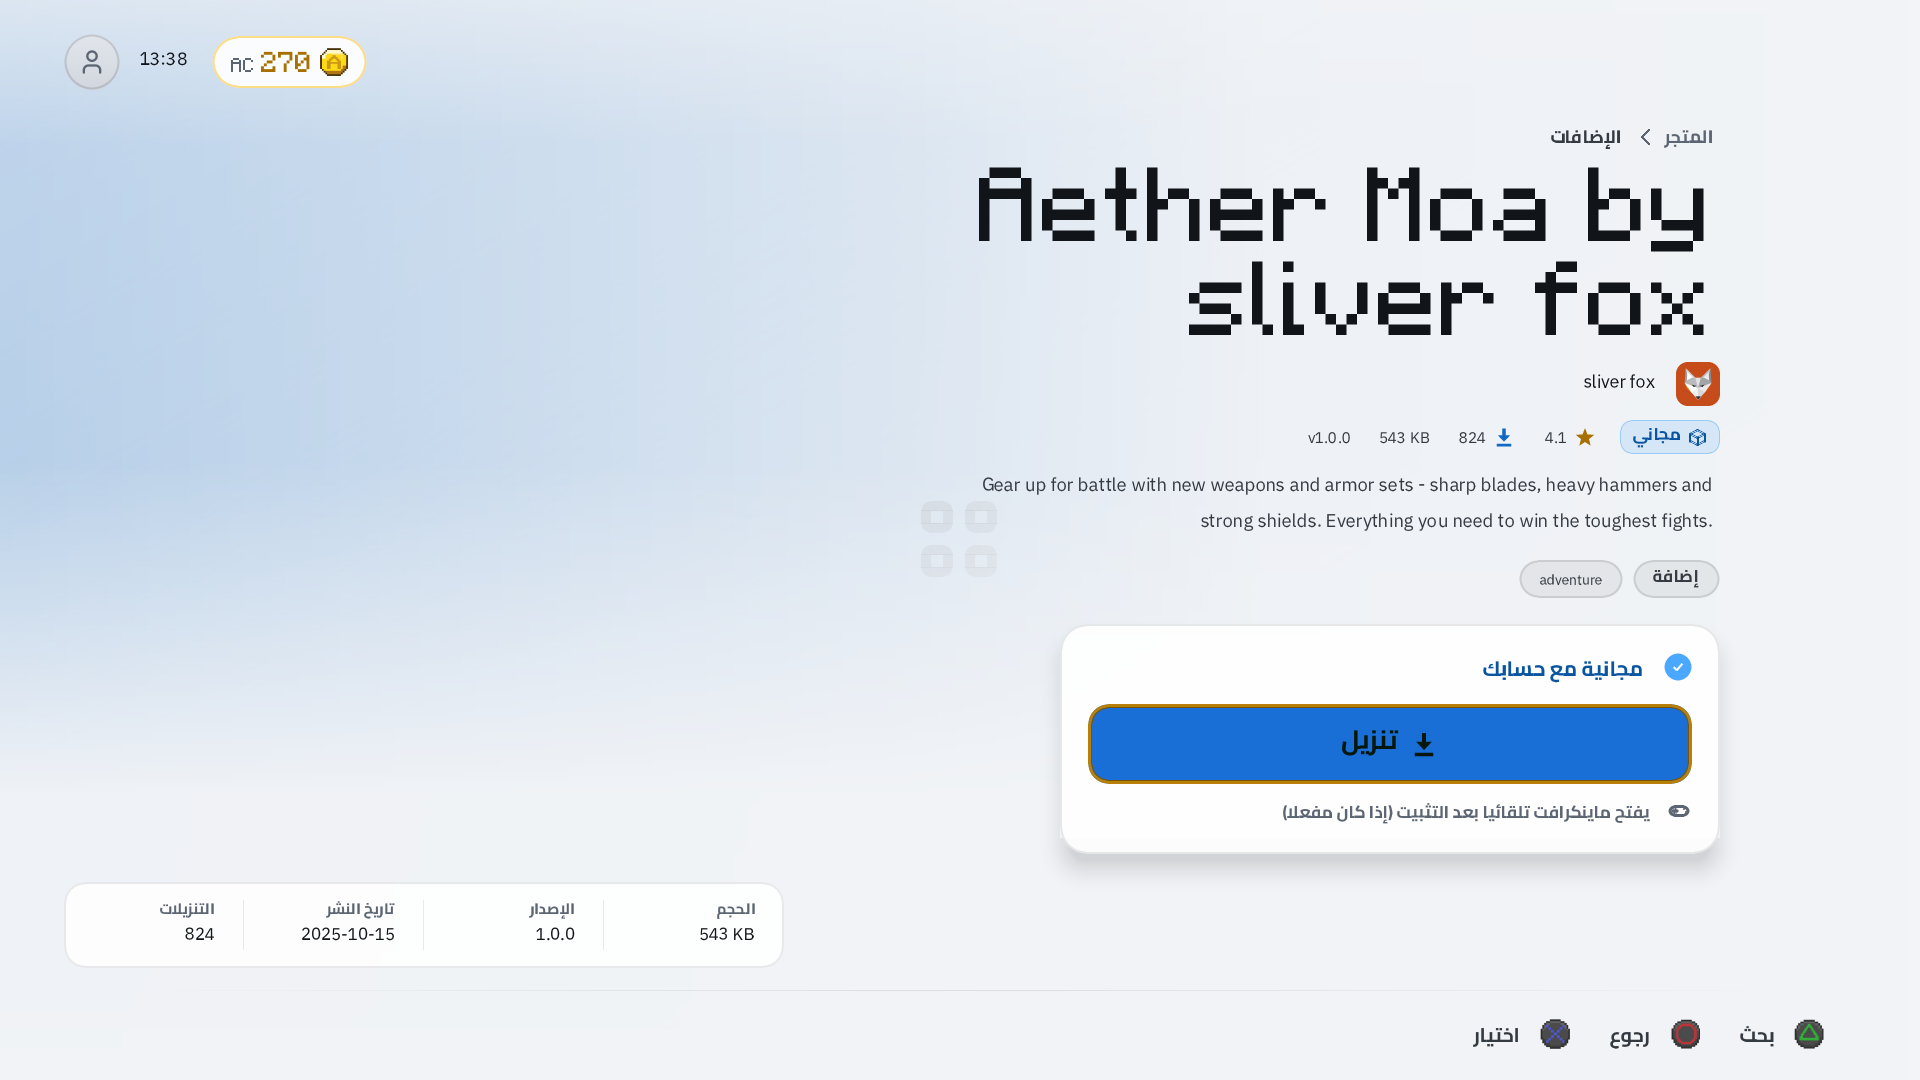 13:38
AC 270
المتجر
الإضافات
Aether Moa by
sliver fox
sliver fox
مجاني
4.1
824
543 KB
v1.0.0
Gear up for battle with new weapons and armor sets - sharp blades, heavy hammers and
strong shields. Everything you need to win the toughest fights.
إضافة
adventure
مجانية مع حسابك
تنزيل
يفتح ماينكرافت تلقائيا بعد التثبيت (إذا كان مفعلا)
الحجم
543 KB
الإصدار
1.0.0
تاريخ النشر
2025-10-15
التنزيلات
824
بحث
رجوع
اختيار